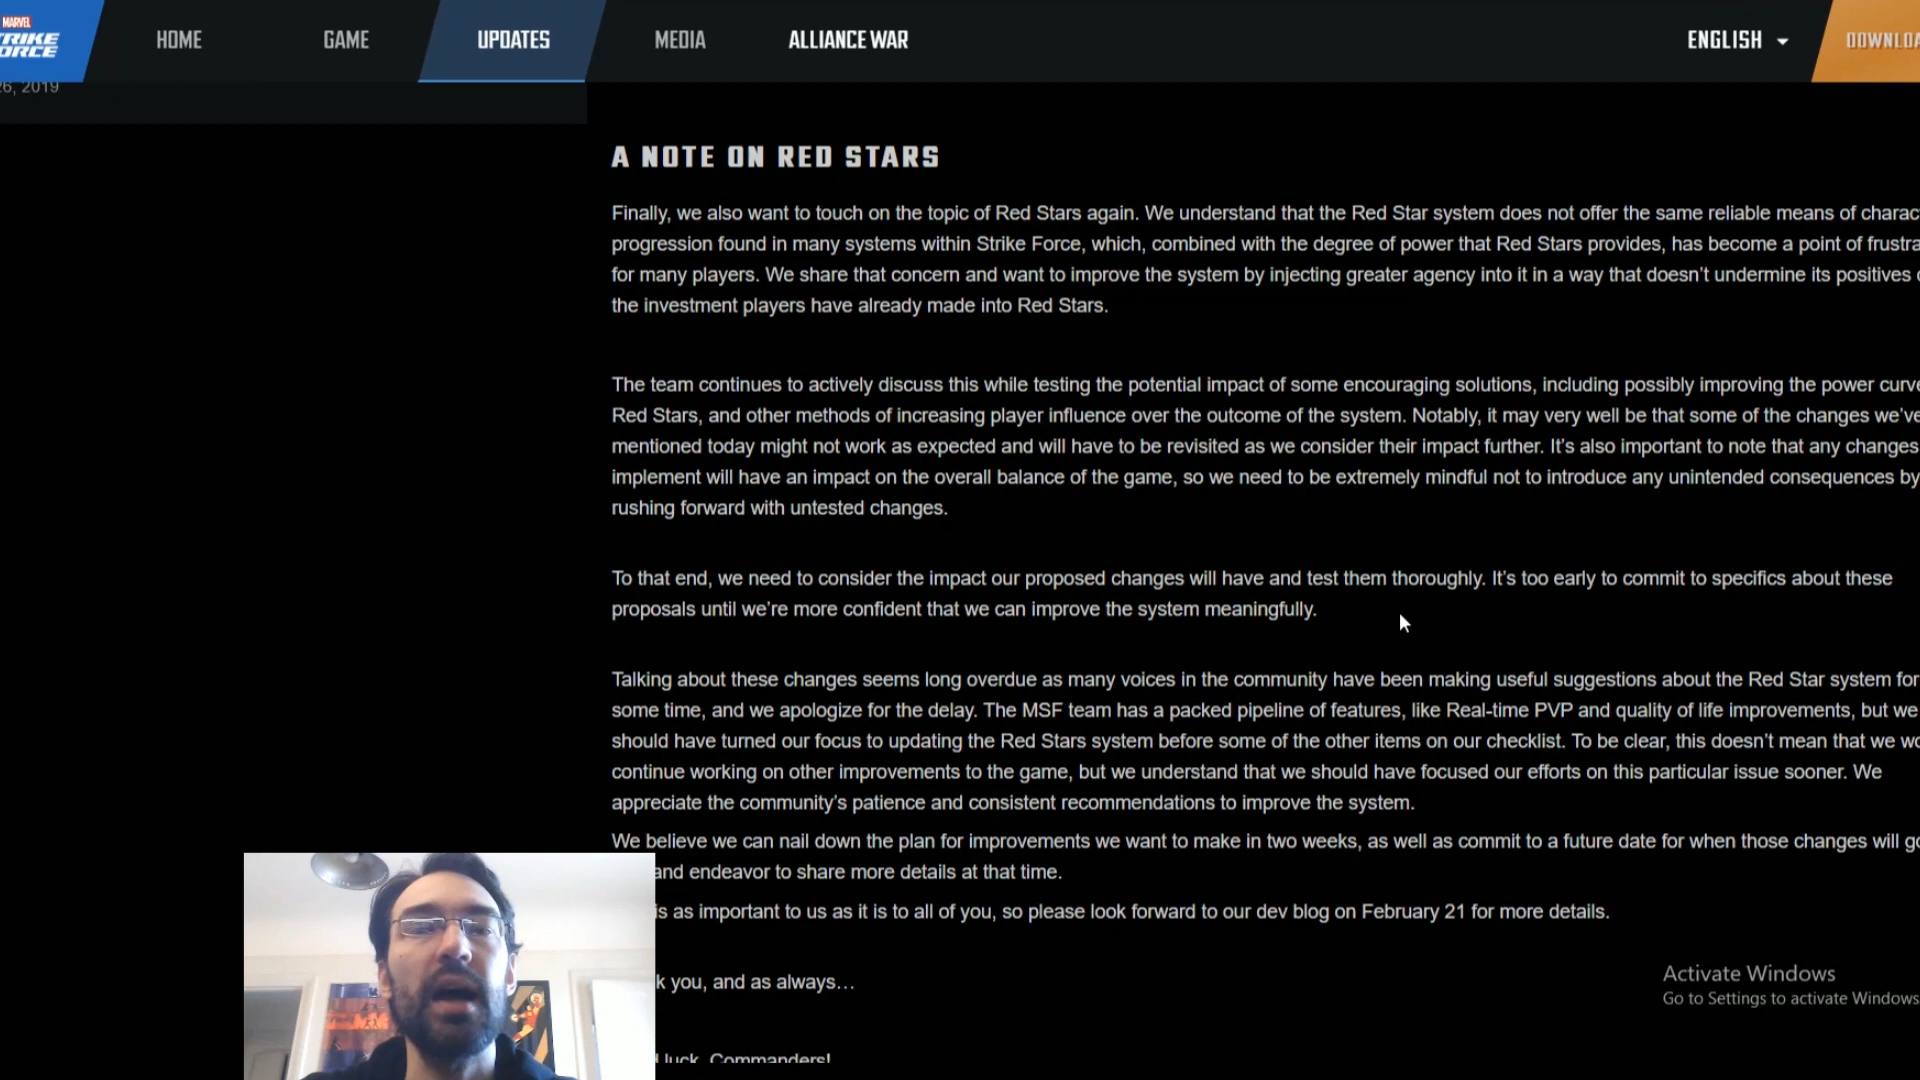 MARVEL
HOME
GAME
UPDATES
MEDIA
ALLIANCE WAR
ENGLISH
26, 2019
A NOTE ON RED STARS
Finally, we also want to touch on the topic of Red Stars again. We understand that the Red Star system does not offer the same reliable means of charac
progression found in many systems within Strike Force, which, combined with the degree of power that Red Stars provides, has become a point of frustra
for many players. We share that concern and want to improve the system by injecting greater agency into it in a way that doesn't undermine its positives
the investment players have already made into Red Stars.
The team continues to actively discuss this while testing the potential impact of some encouraging solutions, including possibly improving the power curve
Red Stars, and other methods of increasing player influence over the outcome of the system. Notably, it may very well be that some of the changes we've
mentioned today might not work as expected and will have to be revisited as we consider their impact further. It's also important to note that any changes
implement will have an impact on the overall balance of the game, so we need to be extremely mindful not to introduce any unintended consequences by
rushing forward with untested changes.
To that end, we need to consider the impact our proposed changes will have and test them thoroughly. It's too early to commit to specifics about these
proposals until we're more confident that we can improve the system meaningfully.
Talking about these changes seems long overdue as many voices in the community have been making useful suggestions about the Red Star system for
some time, and we apologize for the delay. The MSF team has a packed pipeline of features, like Real-time PVP and quality of life improvements, but we
should have turned our focus to updating the Red Stars system before some of the other items on our checklist. To be clear, this doesn't mean that we wo
continue working on other improvements to the game, but we understand that we should have focused our efforts on this particular issue sooner. We
appreciate the community's patience and consistent recommendations to improve the system.
We believe we can nail down the plan for improvements we want to make in two weeks, as well as commit to a future date for when those changes will go
and endeavor to share more details at that time.
is as important to us as it is to all of you, so please look forward to our dev blog on February 21 for more details.
k you, and as always…
luck, Commanders!
Activate Windows
Go to Settings to activate Windows